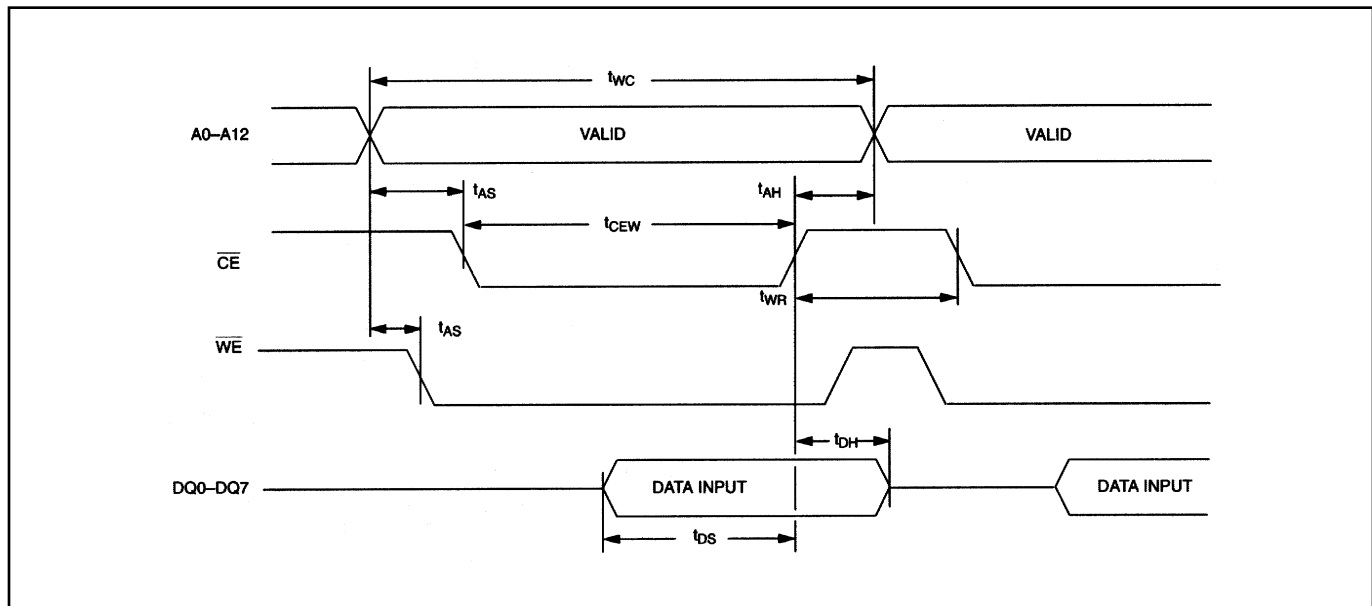 tWC
A0–A12
VALID
VALID
tAS
tAH
tCEW
CE
tWR
tAS
WE
tDH
DQ0–DQ7
DATA INPUT
DATA INPUT
tDS